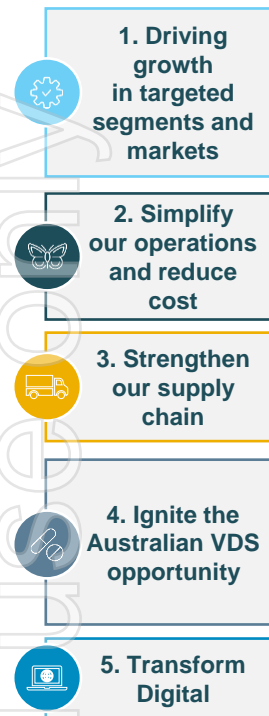 1. Driving
growth
in targeted
segments and
markets
2. Simplify
our operations
and reduce
cost
3. Strengthen
our supply
chain
4. Ignite the
Australian VDS
opportunity
5. Transform
Digital